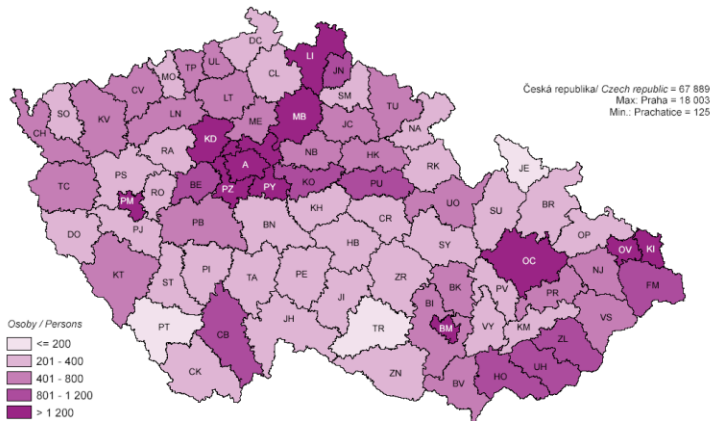 DC
LI
MO
TP
UL
JN
CL
CV
SM
SO
LT
TU
KV
LN
MB
NA
ME
JC
CH
KD
RA
NB
HK
RK
JE
A
TC
PS
BE
KO
PU
RO
PZ
PY
PM
UO
SU
BR
KH
PB
CR
OP
DO
PJ
BN
HB
SY
OC
OV
KI
KT
ST
PI
TA
PE
ZR
BK
PV
NJ
FM
PR
BI
JI
VS
PT
CB
JH
TR
BM
VY
KM
ZL
CK
ZN
BV
HO
UH
Česká republika/ Czech republic = 67 889
Max: Praha = 18 003
Min.: Prachatice = 125
Osoby / Persons
<= 200
201 - 400
401 - 800
801 - 1 200
> 1 200